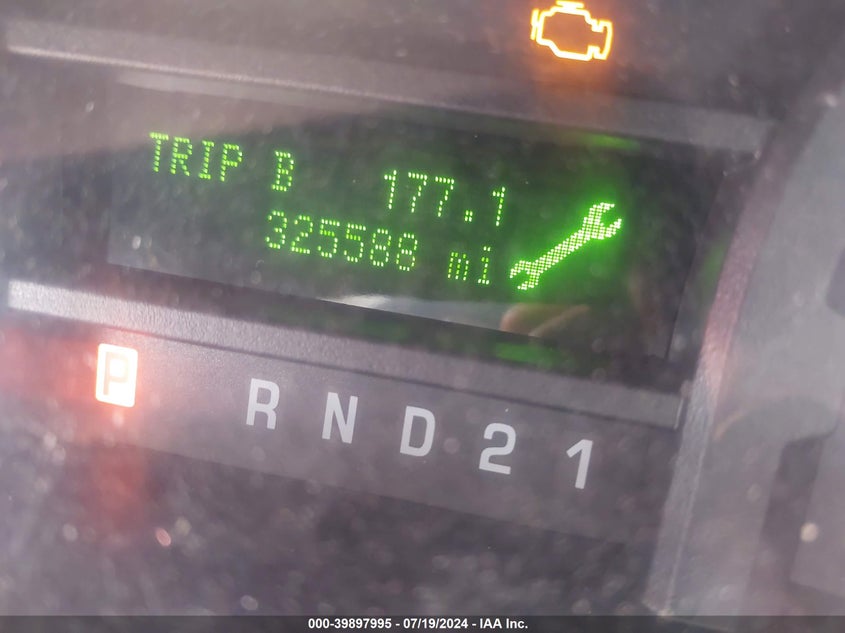 TRIP B 177.1
325588 mi
P R N D 2 1
000-39897995 - 07/19/2024 - IAA Inc.